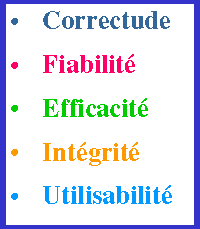 • Correctude
• Fiabilité
• Efficacité
• Intégrité
• Utilisabilité